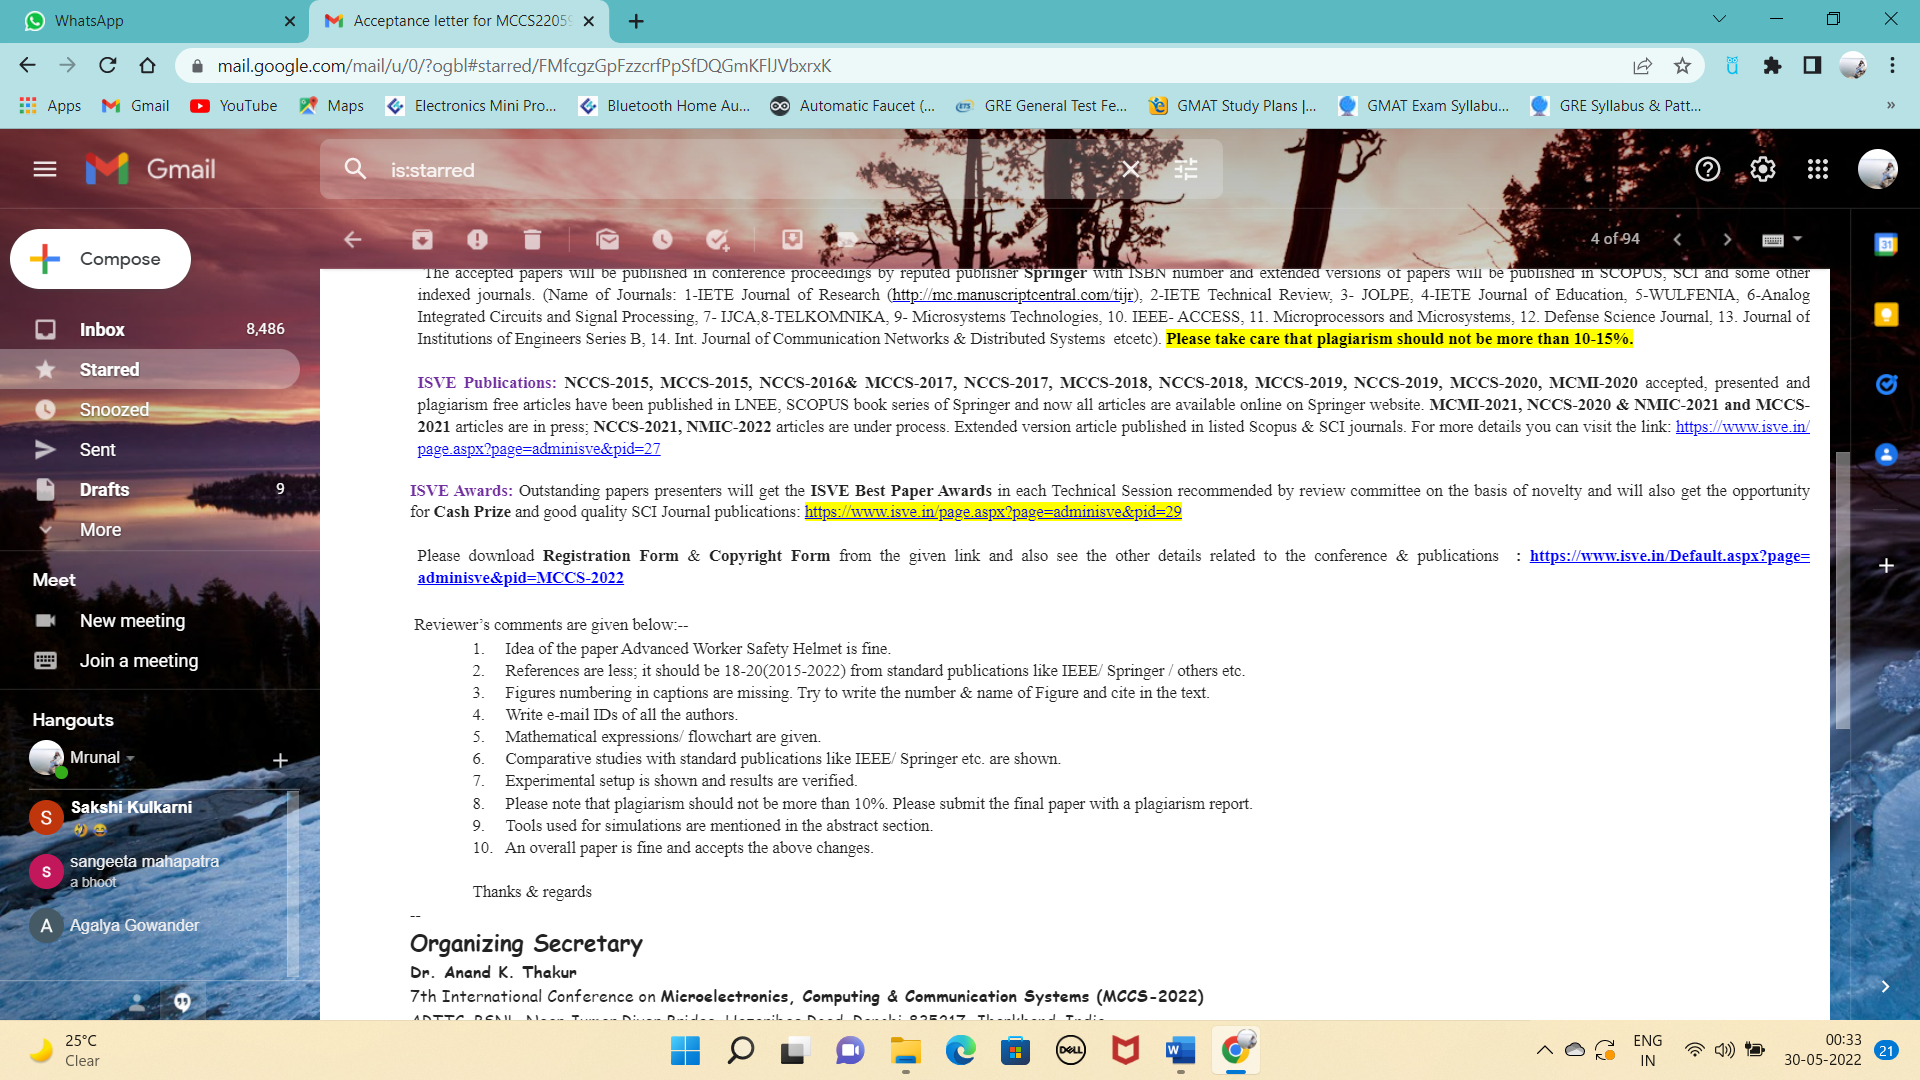 WhatsApp
Acceptance letter for MCCS22059
mail.google.com/mail/u/0/?ogbl#starred/FMfcgzGpFzzcrfPpSfDQGmKFlJVbxrxK
Apps Gmail YouTube Maps Electronics Mini Pro... Bluetooth Home Au... Automatic Faucet (... GRE General Test Fe... GMAT Study Plans |... GMAT Exam Syllabu... GRE Syllabus & Patt... »
Gmail
is:starred
4 of 94
Compose
Inbox 8,486
Starred
Snoozed
Sent
Drafts 9
More
Meet
New meeting
Join a meeting
Hangouts
Mrunal
S Sakshi Kulkarni
s sangeeta mahapatra
a bhoot
A Agalya Gowander
The accepted papers will be published in conference proceedings by reputed publisher Springer with ISBN number and extended versions of papers will be published in SCOPUS, SCI and some other
indexed journals. (Name of Journals: 1-IETE Journal of Research (http://mc.manuscriptcentral.com/tijr), 2-IETE Technical Review, 3- JOLPE, 4-IETE Journal of Education, 5-WULFENIA, 6-Analog
Integrated Circuits and Signal Processing, 7- IJCA,8-TELKOMNIKA, 9- Microsystems Technologies, 10. IEEE- ACCESS, 11. Microprocessors and Microsystems, 12. Defense Science Journal, 13. Journal of
Institutions of Engineers Series B, 14. Int. Journal of Communication Networks & Distributed Systems etcetc). Please take care that plagiarism should not be more than 10-15%.
ISVE Publications: NCCS-2015, MCCS-2015, NCCS-2016& MCCS-2017, NCCS-2017, MCCS-2018, NCCS-2018, MCCS-2019, NCCS-2019, MCCS-2020, MCMI-2020 accepted, presented and
plagiarism free articles have been published in LNEE, SCOPUS book series of Springer and now all articles are available online on Springer website. MCMI-2021, NCCS-2020 & NMIC-2021 and MCCS-
2021 articles are in press; NCCS-2021, NMIC-2022 articles are under process. Extended version article published in listed Scopus & SCI journals. For more details you can visit the link: https://www.isve.in/
page.aspx?page=adminisve&pid=27
ISVE Awards: Outstanding papers presenters will get the ISVE Best Paper Awards in each Technical Session recommended by review committee on the basis of novelty and will also get the opportunity
for Cash Prize and good quality SCI Journal publications: https://www.isve.in/page.aspx?page=adminisve&pid=29
Please download Registration Form & Copyright Form from the given link and also see the other details related to the conference & publications : https://www.isve.in/Default.aspx?page=
adminisve&pid=MCCS-2022
Reviewer's comments are given below:--
1. Idea of the paper Advanced Worker Safety Helmet is fine.
2. References are less; it should be 18-20(2015-2022) from standard publications like IEEE/ Springer / others etc.
3. Figures numbering in captions are missing. Try to write the number & name of Figure and cite in the text.
4. Write e-mail IDs of all the authors.
5. Mathematical expressions/ flowchart are given.
6. Comparative studies with standard publications like IEEE/ Springer etc. are shown.
7. Experimental setup is shown and results are verified.
8. Please note that plagiarism should not be more than 10%. Please submit the final paper with a plagiarism report.
9. Tools used for simulations are mentioned in the abstract section.
10. An overall paper is fine and accepts the above changes.
Thanks & regards
--
Organizing Secretary
Dr. Anand K. Thakur
7th International Conference on Microelectronics, Computing & Communication Systems (MCCS-2022)
31
25°C
Clear
DELL
W
ENG
IN
00:33
30-05-2022
21